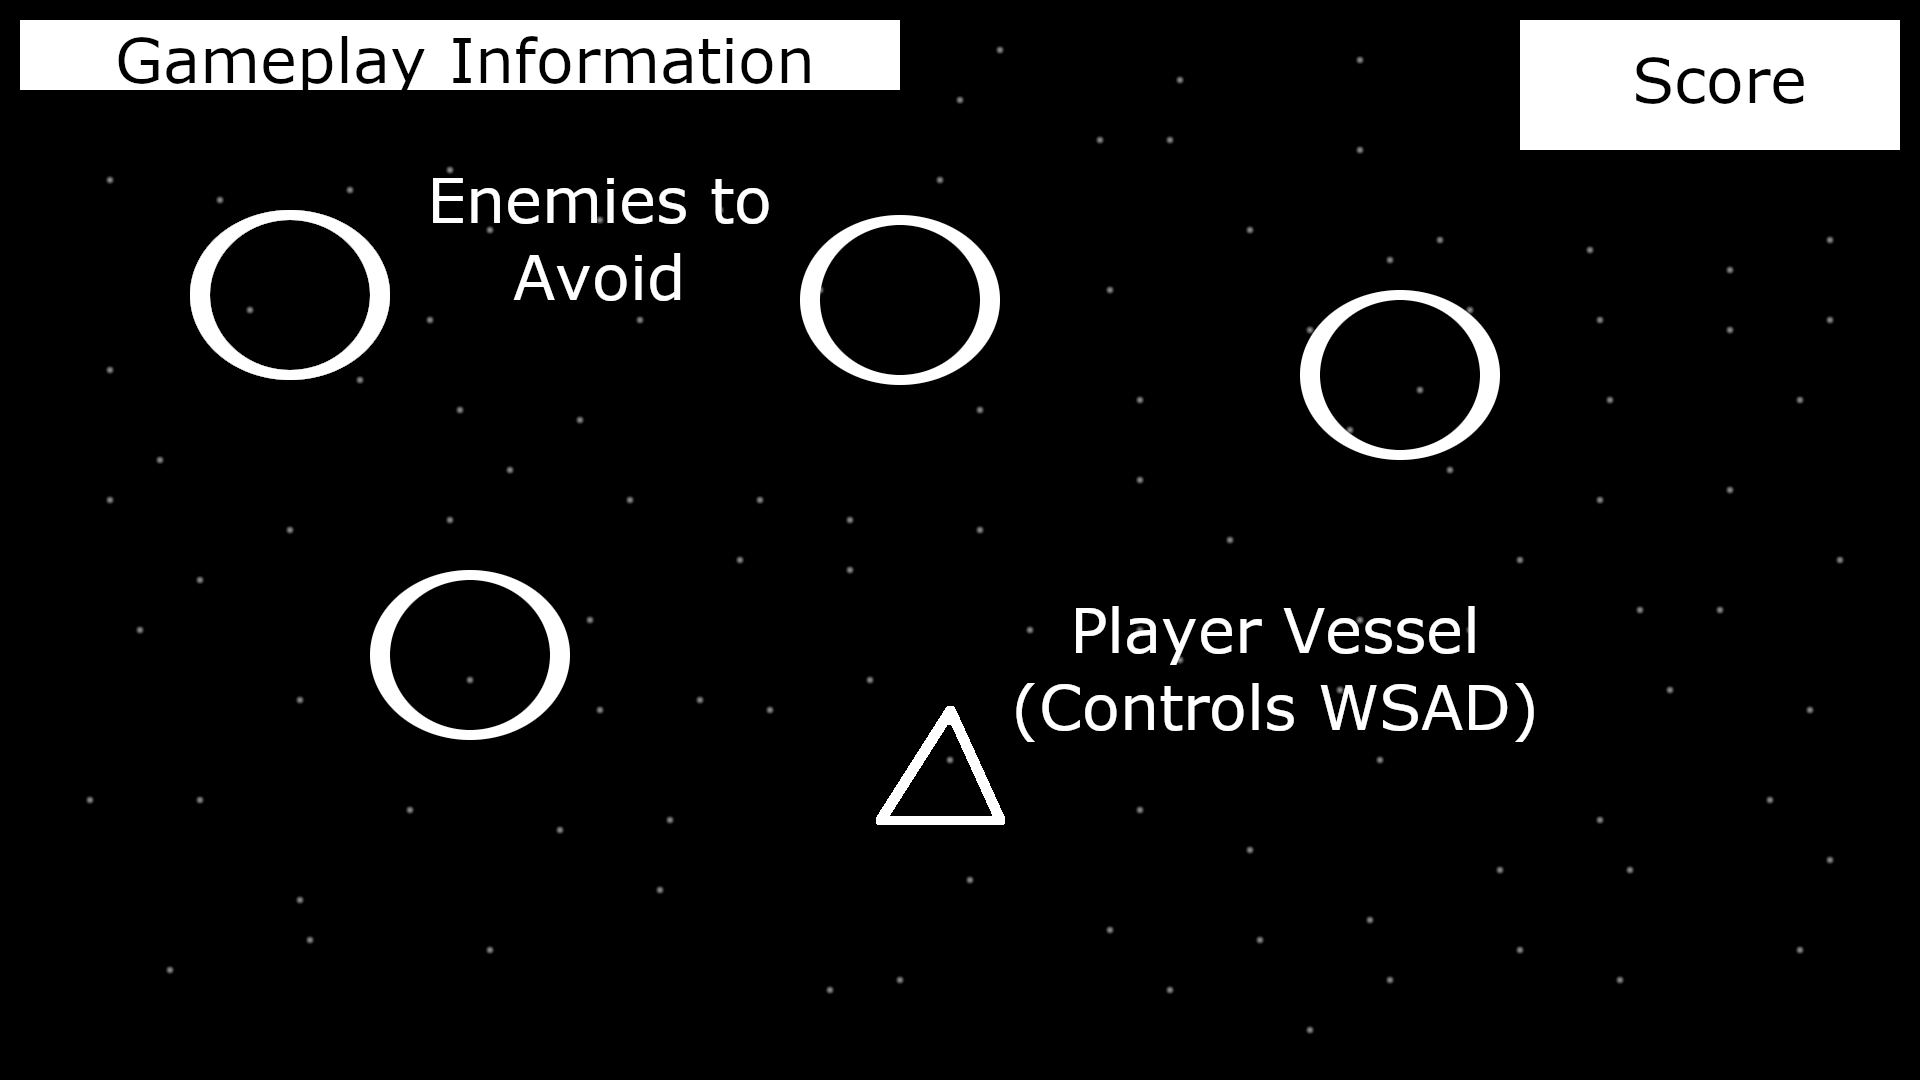 Gameplay Information
Score
Enemies to
Avoid
Player Vessel
(Controls WSAD)